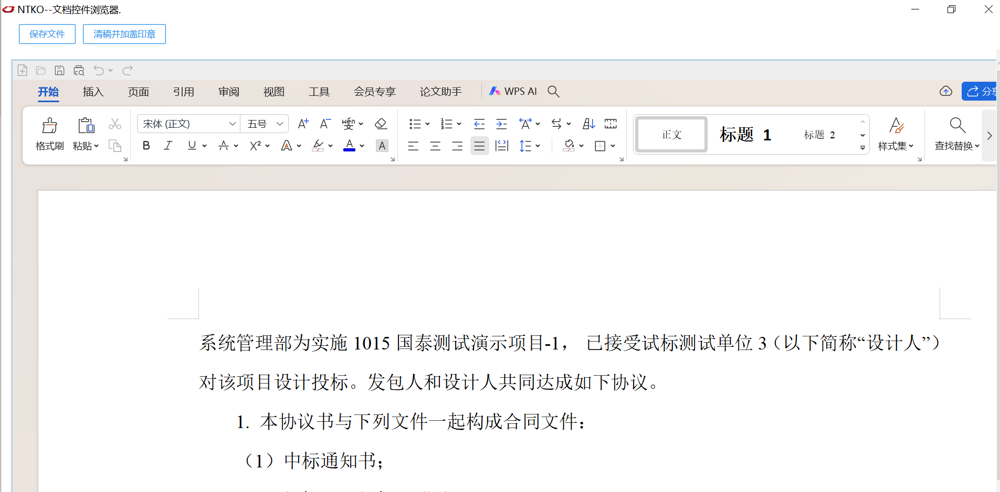 NTKO--文档控件浏览器.
保存文件
清稿并加盖印章
开始 插入 页面 引用 审阅 视图 工具 会员专享 论文助手 WPS AI
分享
宋体 (正文) 五号 A+ A- wén 变
正文 标题 1 标题 2
格式刷 粘贴 B I U A X² A A A 样式集 查找替换
系统管理部为实施 1015 国泰测试演示项目-1， 已接受试标测试单位 3（以下简称“设计人”）
对该项目设计投标。发包人和设计人共同达成如下协议。
1. 本协议书与下列文件一起构成合同文件：
（1）中标通知书；